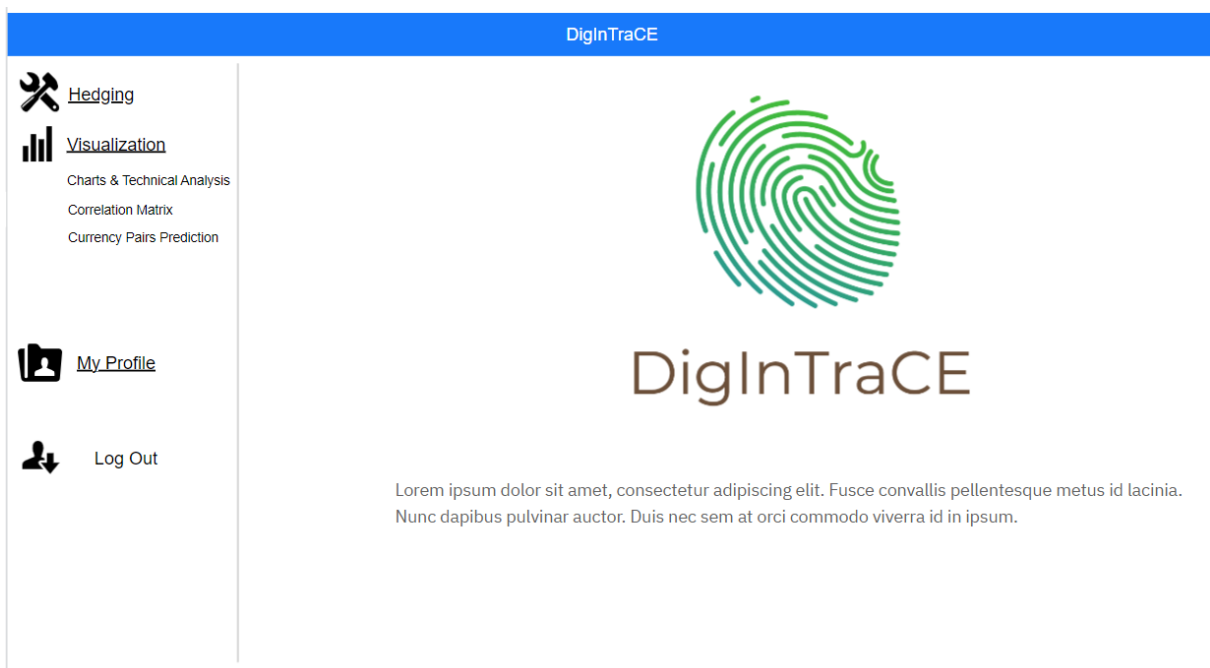 DigInTraCE
Hedging
Visualization
Charts & Technical Analysis
Correlation Matrix
Currency Pairs Prediction
My Profile
Log Out
DigInTraCE
Lorem ipsum dolor sit amet, consectetur adipiscing elit. Fusce convallis pellentesque metus id lacinia.
Nunc dapibus pulvinar auctor. Duis nec sem at orci commodo viverra id in ipsum.